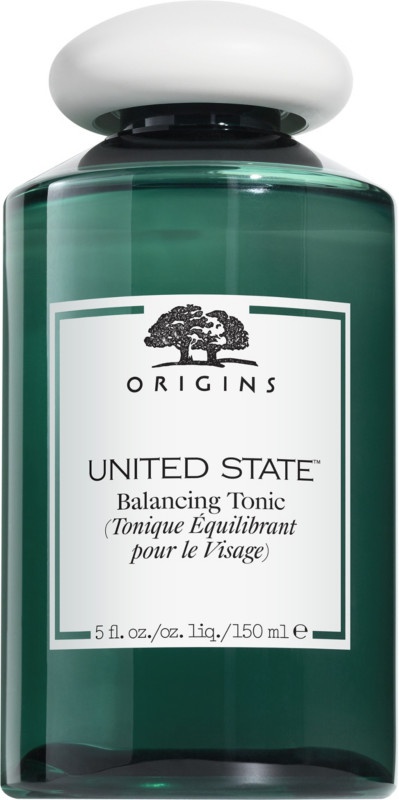 ORIGINS
UNITED STATE™
Balancing Tonic
(Tonique Équilibrant
pour le Visage)
5 fl. oz./oz. liq./150 ml ℮